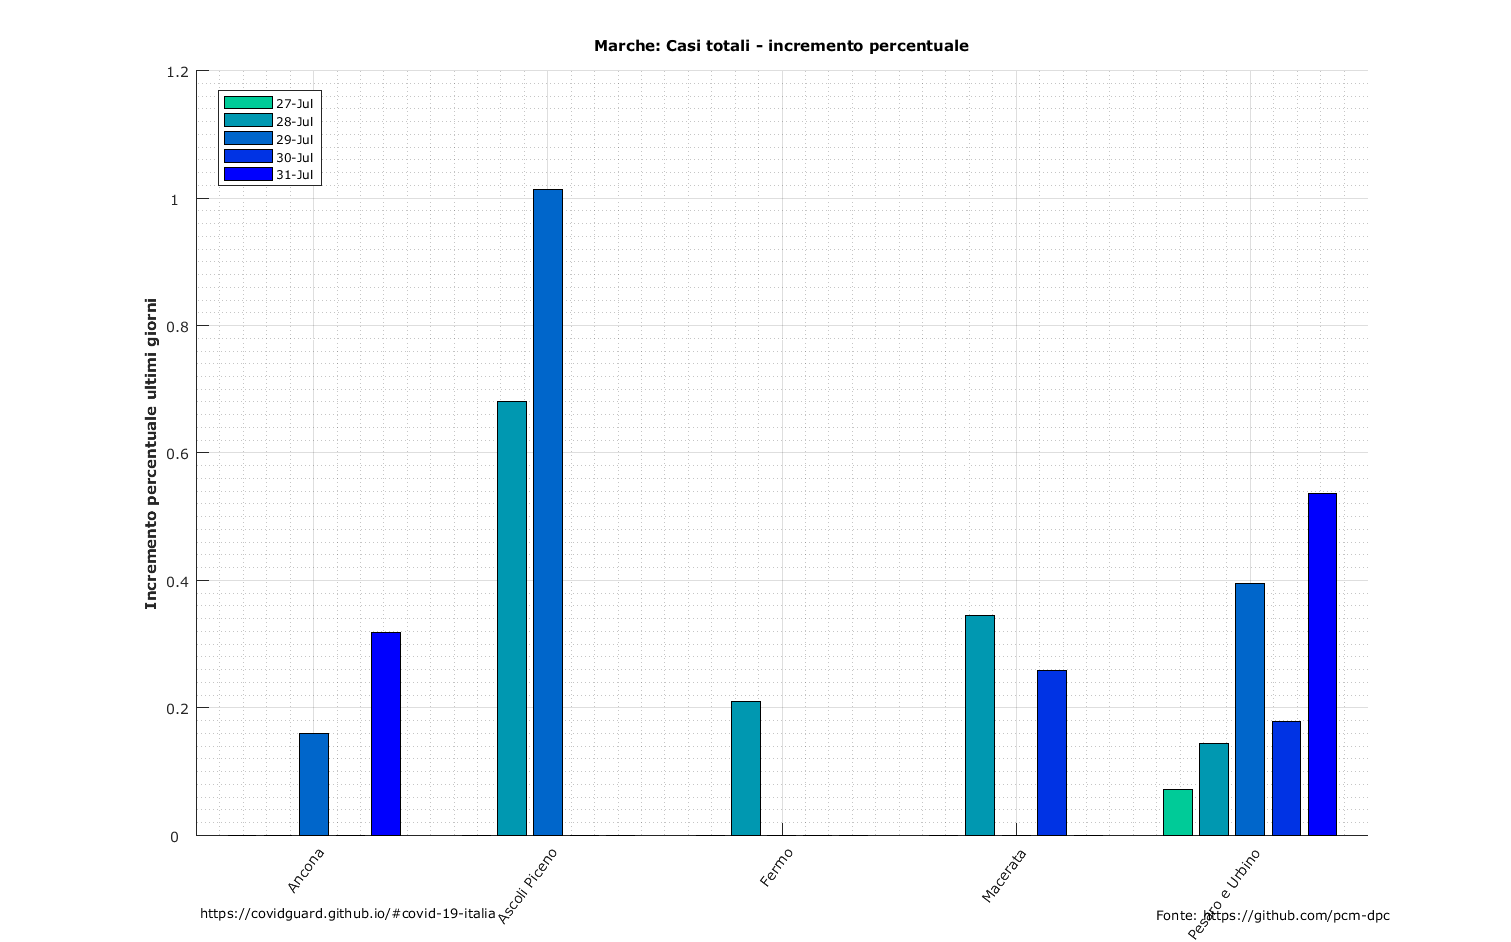 Marche: Casi totali - incremento percentuale
1.2
1
0.8
0.6
0.4
0.2
0
Incremento percentuale ultimi giorni
27-Jul
28-Jul
29-Jul
30-Jul
31-Jul
Ancona
Ascoli Piceno
Fermo
Macerata
Pesaro e Urbino
https://covidguard.github.io/#covid-19-italia
Fonte: https://github.com/pcm-dpc